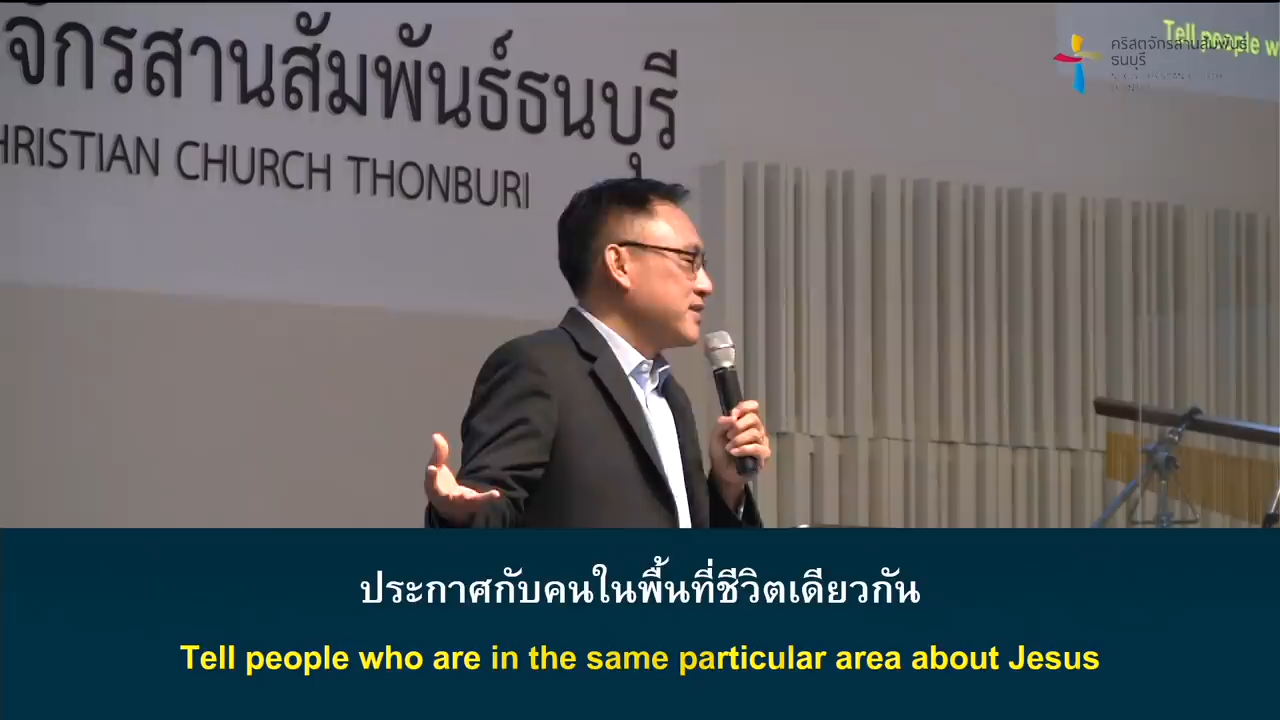 จักรสานสัมพันธ์ธนบุรี
CHRISTIAN CHURCH THONBURI
Tell people w
คริสตจักรสานสัมพันธ์
ธนบุรี
ประกาศกับคนในพื้นที่ชีวิตเดียวกัน
Tell people who are in the same particular area about Jesus